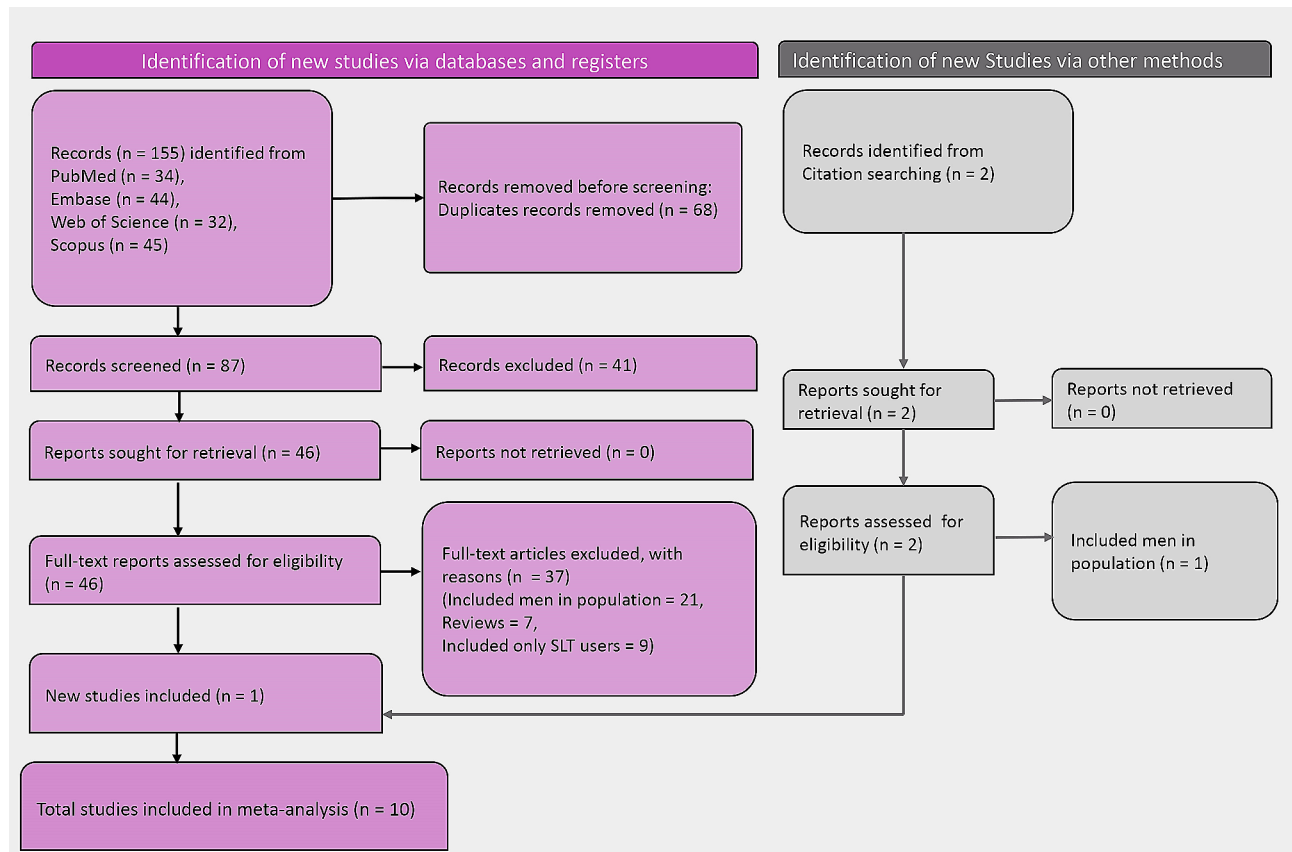 Identification of new studies via databases and registers
Identification of new Studies via other methods
Records (n = 155) identified from
PubMed (n = 34),
Embase (n = 44),
Web of Science (n = 32),
Scopus (n = 45)
Records removed before screening:
Duplicates records removed (n = 68)
Records identified from
Citation searching (n = 2)
Records screened (n = 87)
Records excluded (n = 41)
Reports sought for
retrieval (n = 2)
Reports not retrieved
(n = 0)
Reports sought for retrieval (n = 46)
Reports not retrieved (n = 0)
Full-text reports assessed for eligibility
(n = 46)
Full-text articles excluded, with
reasons (n = 37)
(Included men in population = 21,
Reviews = 7,
Included only SLT users = 9)
Reports assessed for
eligibility (n = 2)
Included men in
population (n = 1)
New studies included (n = 1)
Total studies included in meta-analysis (n = 10)